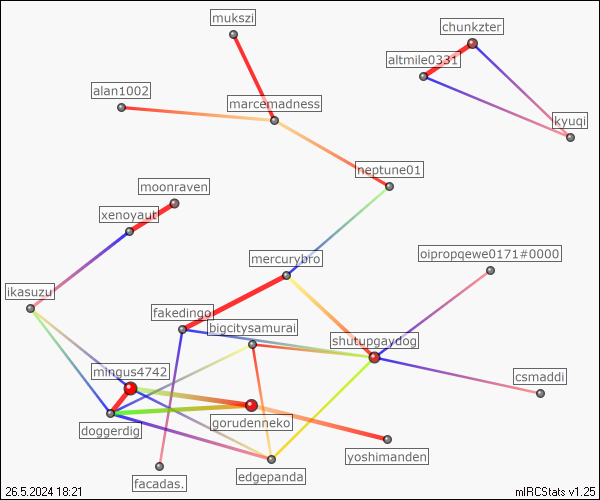 mukszi
chunkzter
altmile0331
alan1002
marcemadness
kyuqi
neptune01
moonraven
xenoyaut
mercurybro
oipropqewe0171#0000
ikasuzu
fakedingo
bigcitysamurai
shutupgaydog
mingus4742
csmaddi
gorudenneko
doggerdig
yoshimanden
edgepanda
facadas.
26.5.2024 18:21
mIRCStats v1.25